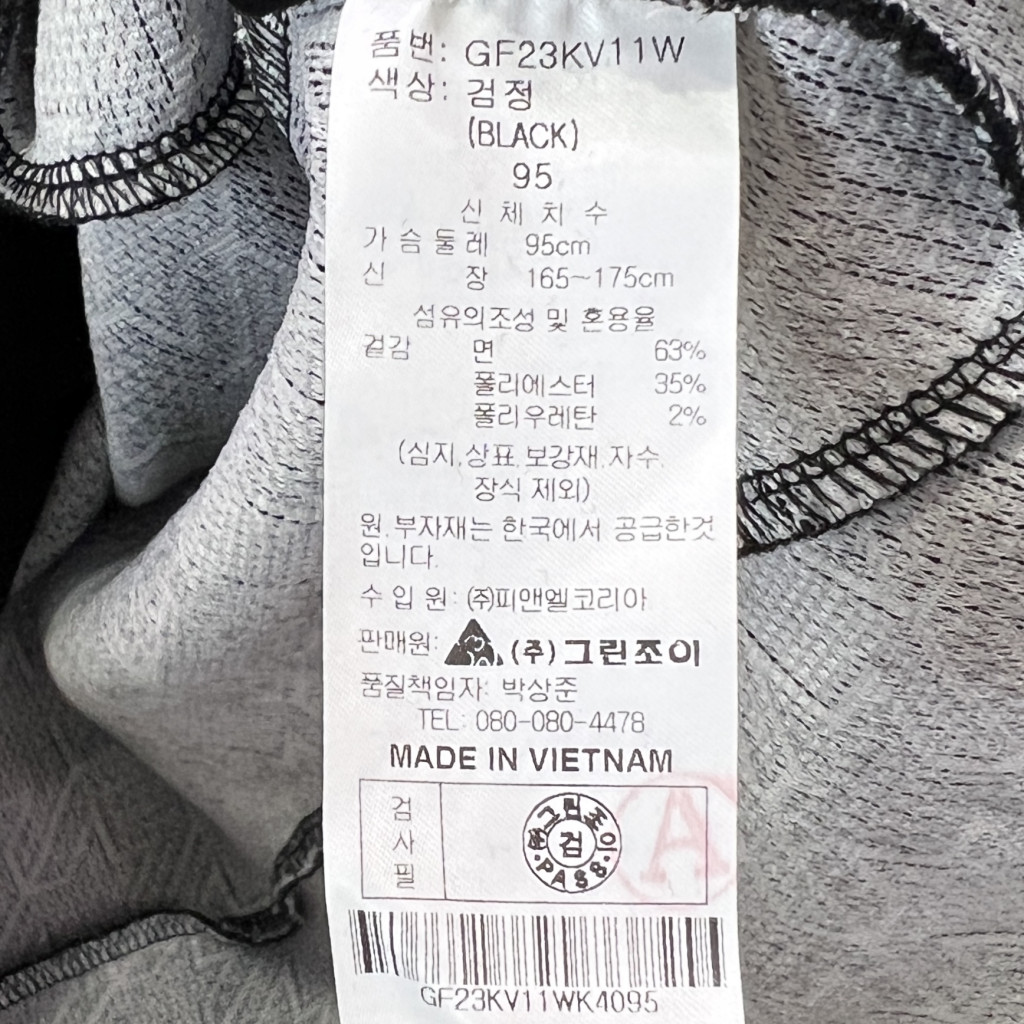 품번: GF23KV11W
색상: 검정
(BLACK)
95
신 체 치 수
가슴둘레 95cm
신 장 165~175cm
섬유의조성 및 혼용율
겉감 면 63%
폴리에스터 35%
폴리우레탄 2%
(심지,상표,보강재,자수,
장식 제외)
원,부자재는 한국에서 공급한것
입니다.
수 입 원: (주)피앤엘코리아
판매원: (주)그린조이
품질책임자: 박상준
TEL: 080-080-4478
MADE IN VIETNAM
검사필
(주)그린조이
검
PASS
A
GF23KV11WK4095